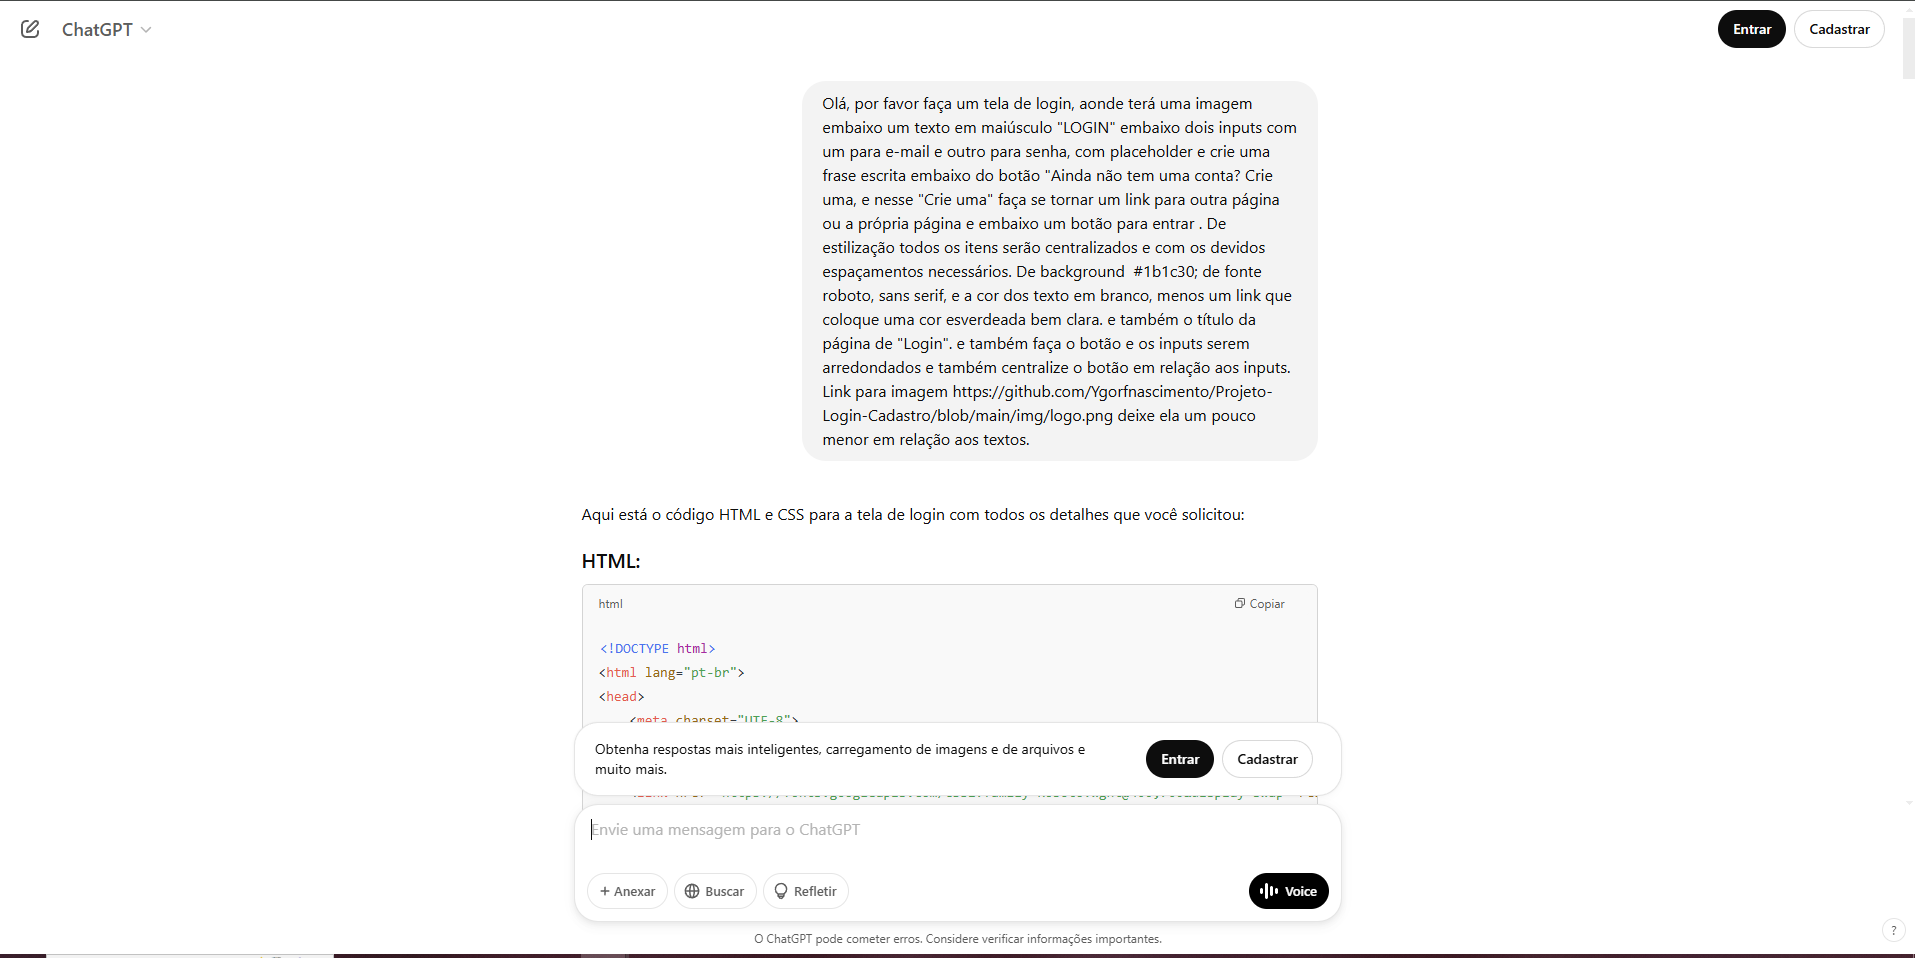 ChatGPT
Entrar
Cadastrar
Olá, por favor faça um tela de login, aonde terá uma imagem
embaixo um texto em maiúsculo "LOGIN" embaixo dois inputs com
um para e-mail e outro para senha, com placeholder e crie uma
frase escrita embaixo do botão "Ainda não tem uma conta? Crie
uma, e nesse "Crie uma" faça se tornar um link para outra página
ou a própria página e embaixo um botão para entrar . De
estilização todos os itens serão centralizados e com os devidos
espaçamentos necessários. De background  #1b1c30; de fonte
roboto, sans serif, e a cor dos texto em branco, menos um link que
coloque uma cor esverdeada bem clara. e também o título da
página de "Login". e também faça o botão e os inputs serem
arredondados e também centralize o botão em relação aos inputs.
Link para imagem https://github.com/Ygorfnascimento/Projeto-
Login-Cadastro/blob/main/img/logo.png deixe ela um pouco
menor em relação aos textos.
Aqui está o código HTML e CSS para a tela de login com todos os detalhes que você solicitou:
HTML:
html
Copiar
<!DOCTYPE html>
<html lang="pt-br">
<head>
<meta charset="UTF-8">
Obtenha respostas mais inteligentes, carregamento de imagens e de arquivos e
muito mais.
Entrar
Cadastrar
Envie uma mensagem para o ChatGPT
+ Anexar
Buscar
Refletir
Voice
O ChatGPT pode cometer erros. Considere verificar informações importantes.
?